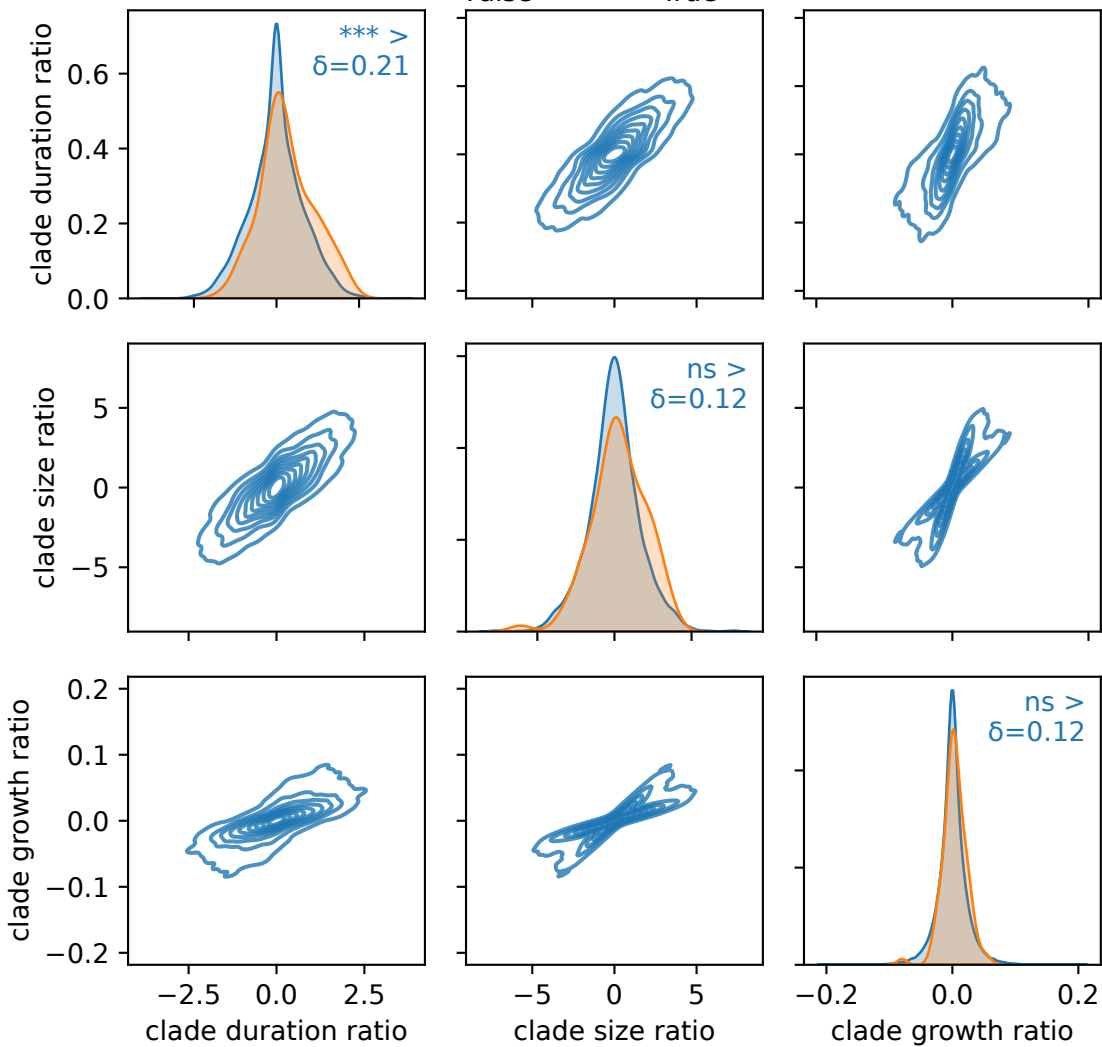 clade duration ratio
0.6
0.4
0.2
0.0
*** >
δ=0.21
clade size ratio
5
0
−5
ns >
δ=0.12
clade growth ratio
0.2
0.1
0.0
−0.1
−0.2
ns >
δ=0.12
−2.5 0.0 2.5
−5 0 5
−0.2 0.0 0.2
clade duration ratio
clade size ratio
clade growth ratio